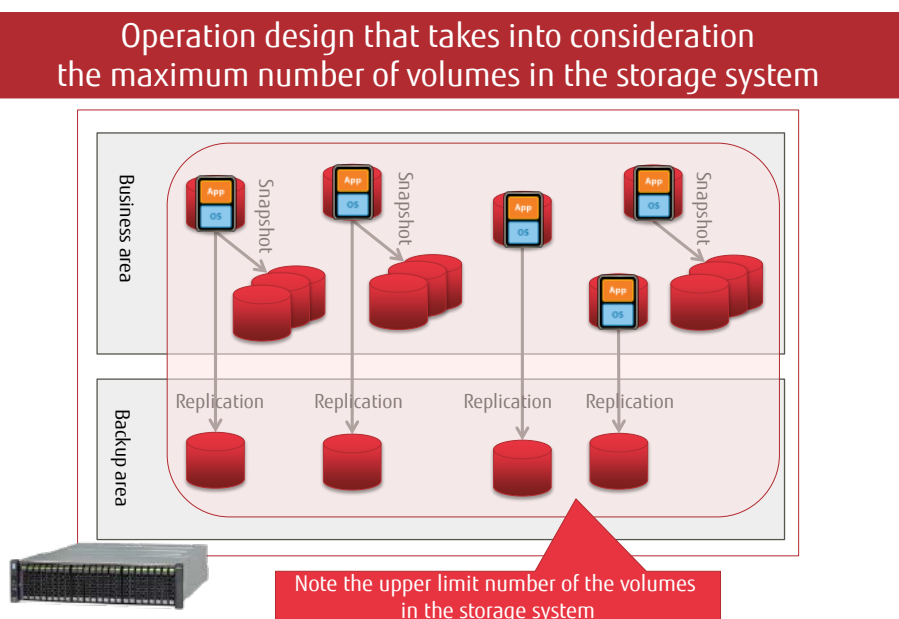 Operation design that takes into consideration
the maximum number of volumes in the storage system
Business area
App
OS
Snapshot
App
OS
Snapshot
App
OS
App
OS
Snapshot
App
OS
Backup area
Replication
Replication
Replication
Replication
Note the upper limit number of the volumes
in the storage system